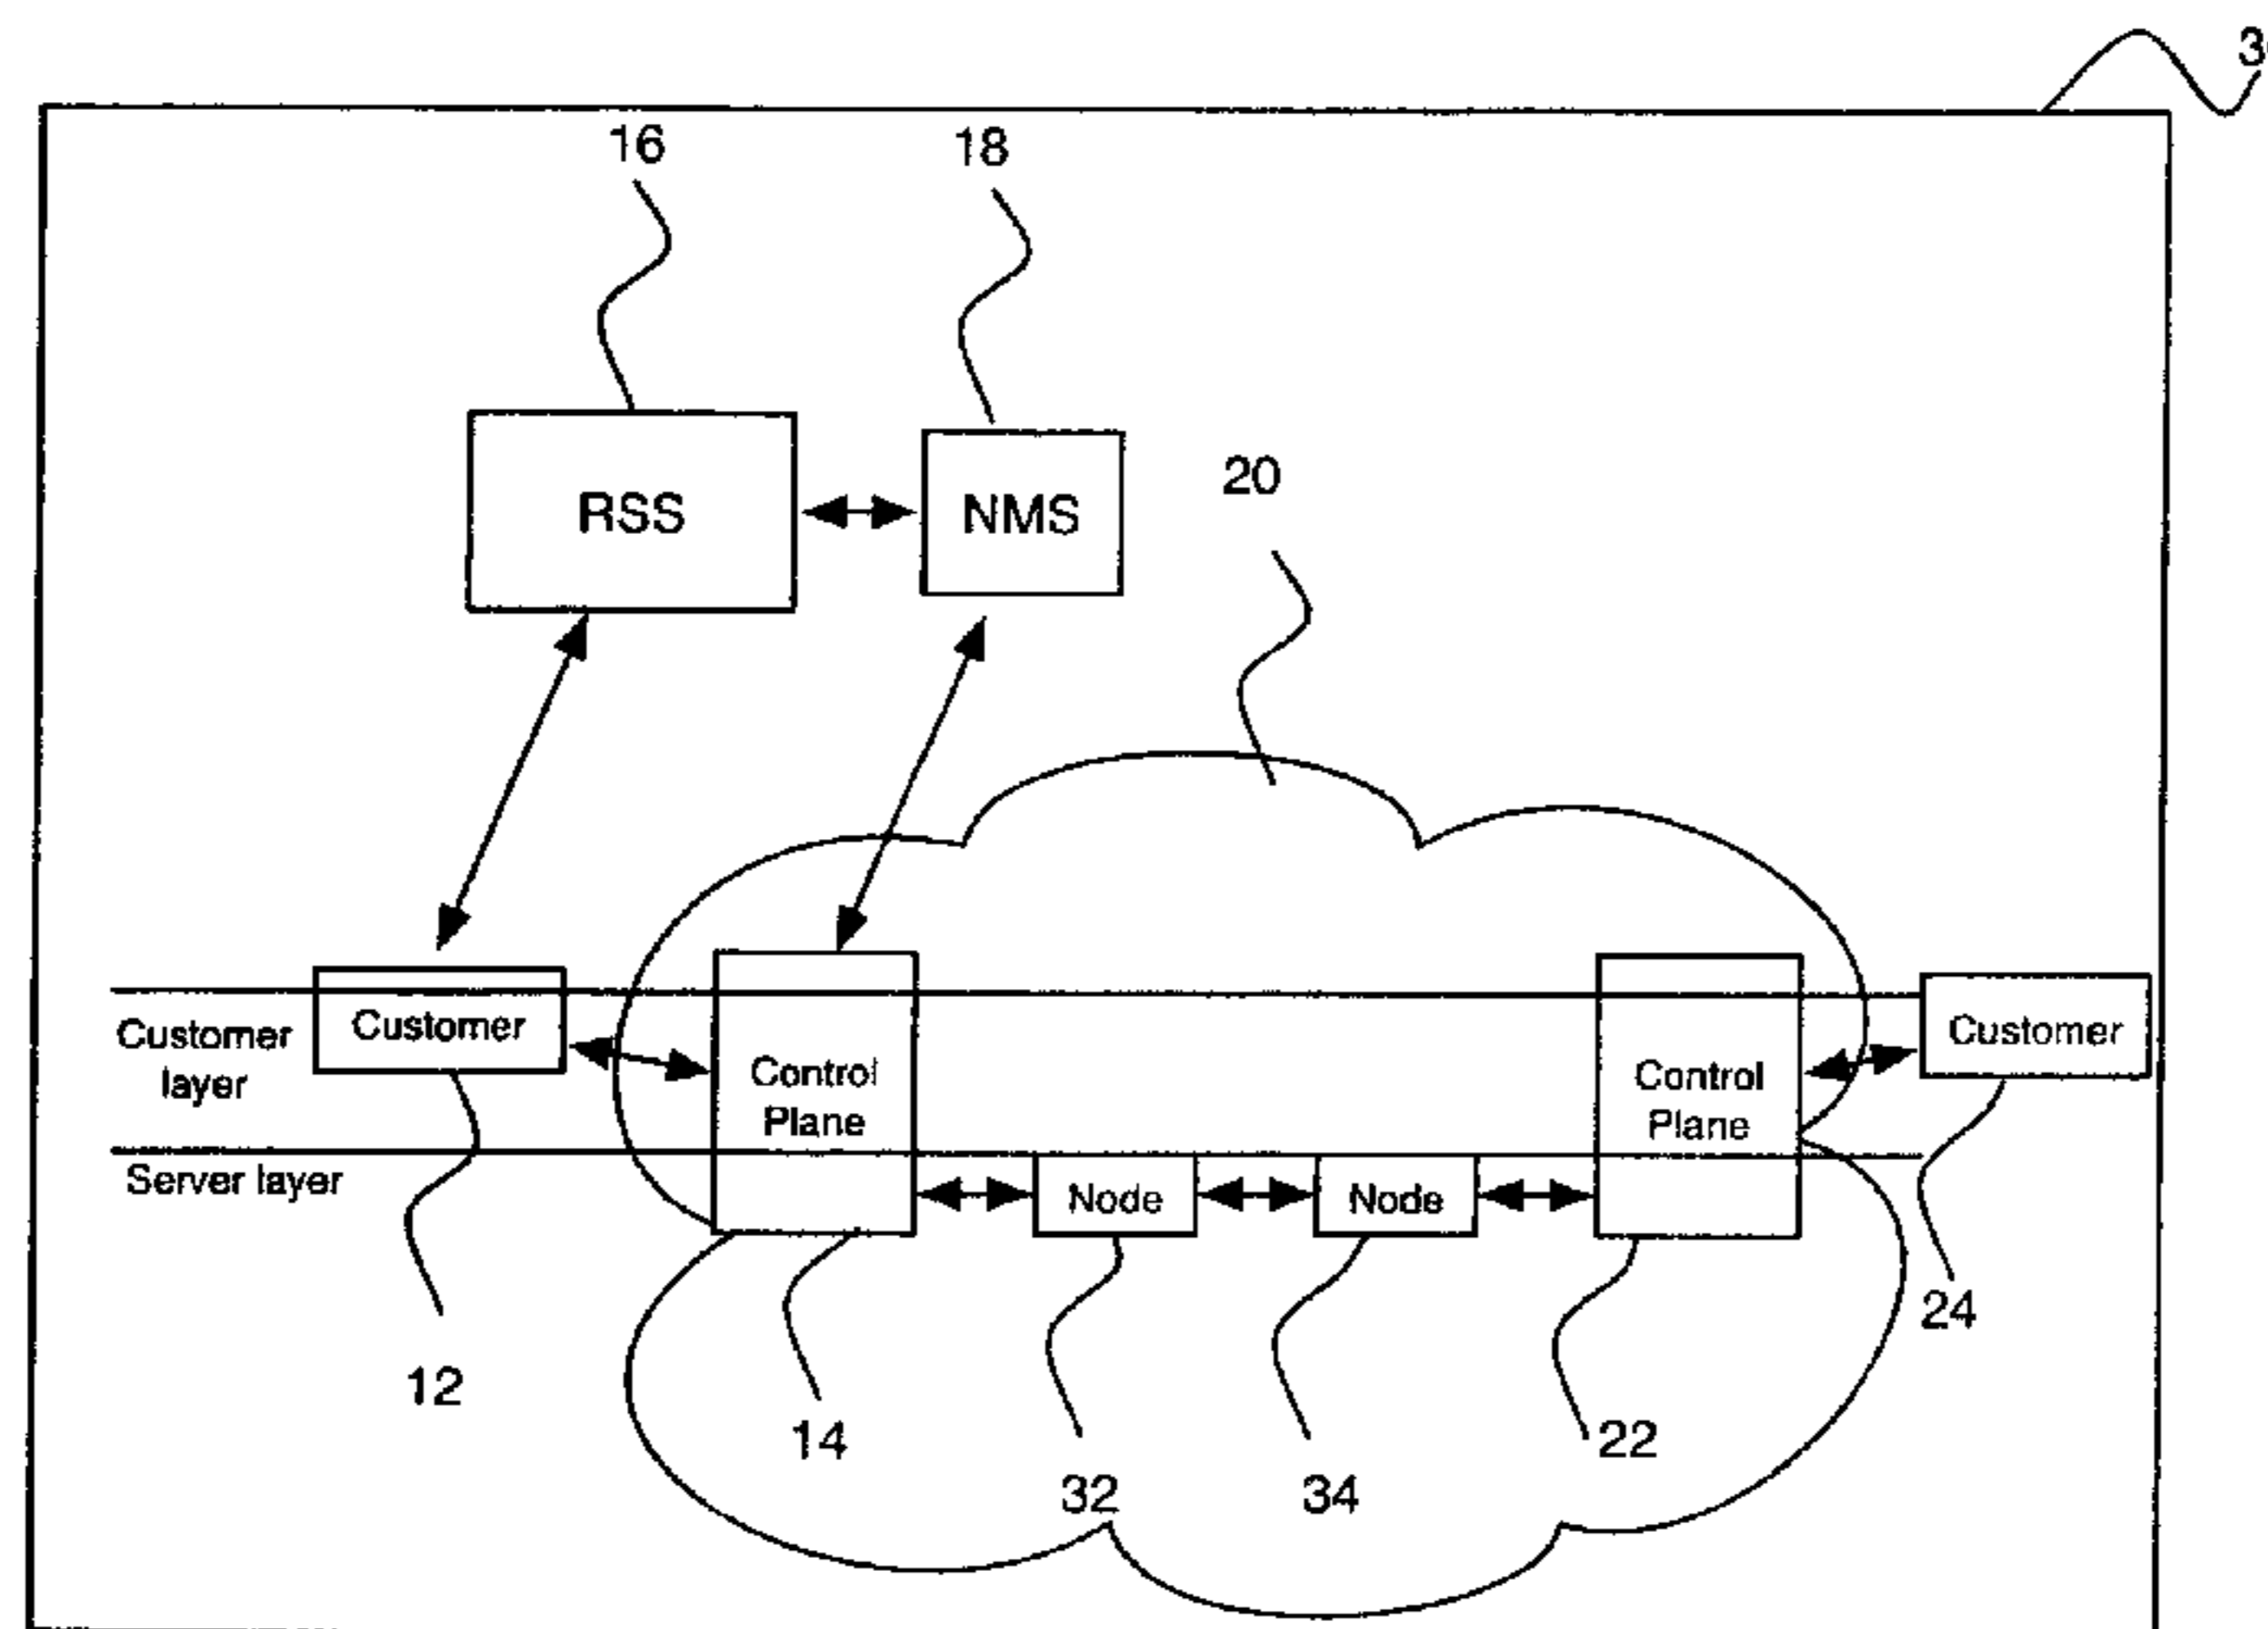 3
16
18
20
RSS
NMS
Customer
layer
Customer
Control
Plane
Control
Plane
Customer
Server layer
Node
Node
12
14
32
34
22
24